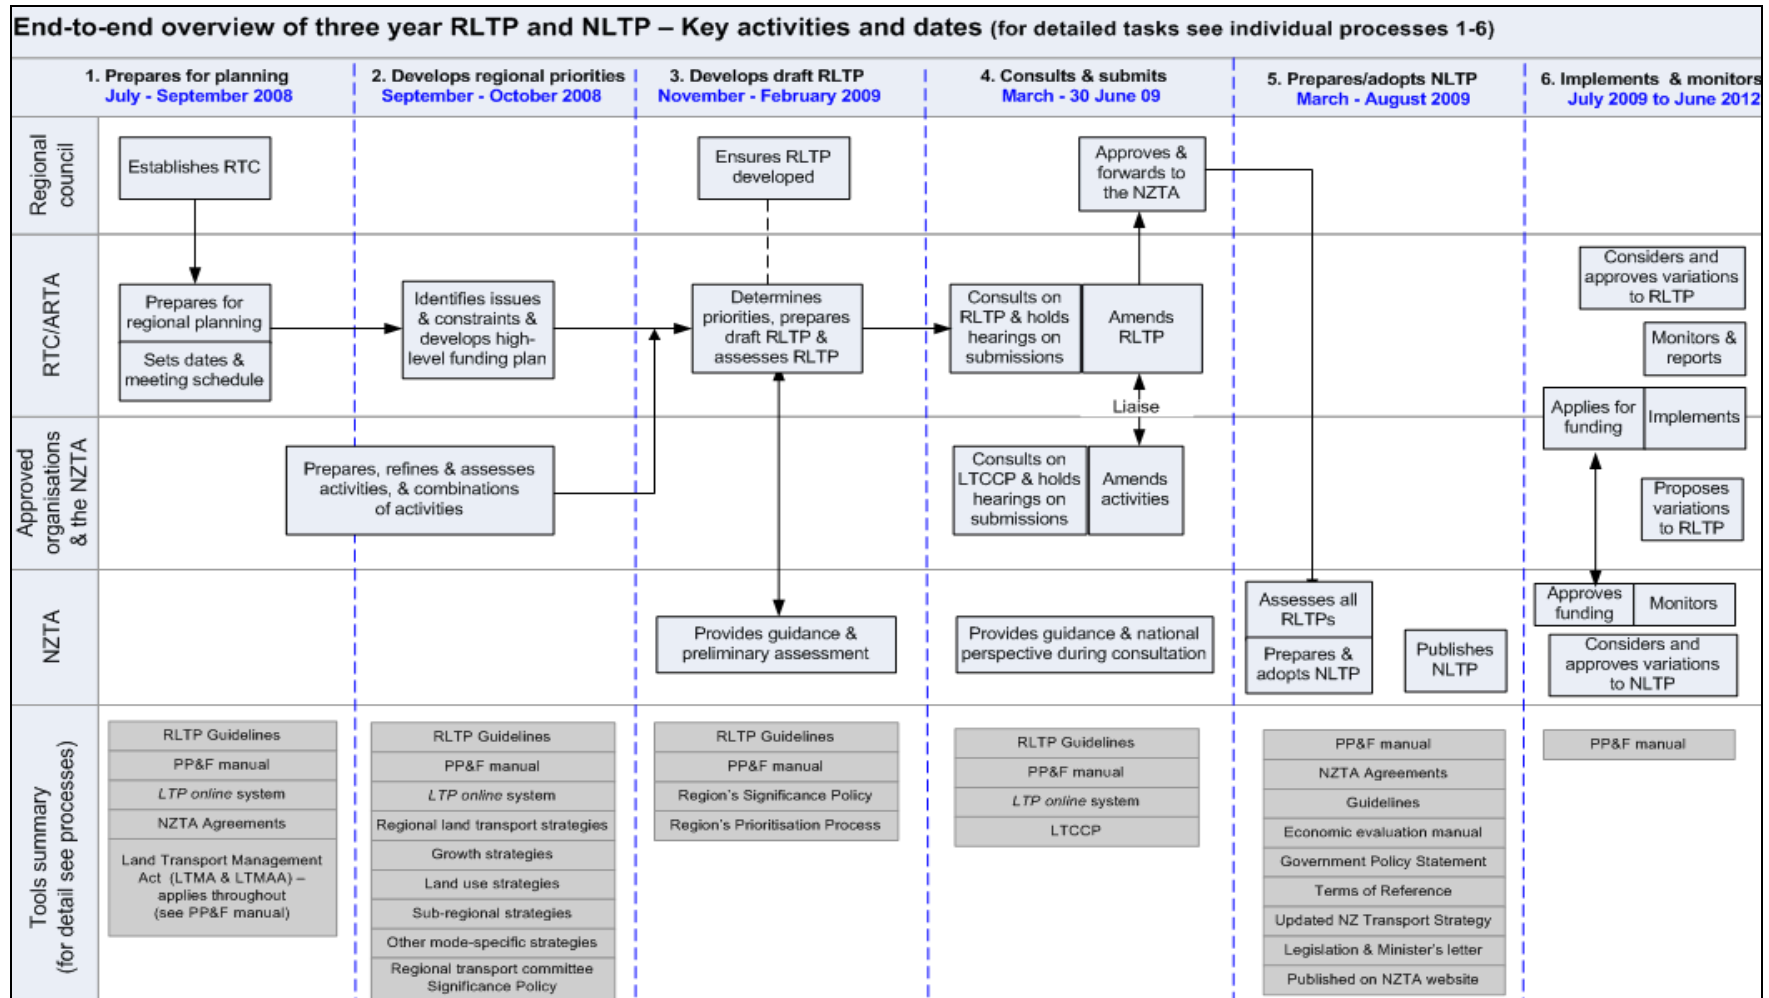 End-to-end overview of three year RLTP and NLTP – Key activities and dates (for detailed tasks see individual processes 1-6)
1. Prepares for planning
July - September 2008
2. Develops regional priorities
September - October 2008
3. Develops draft RLTP
November - February 2009
4. Consults & submits
March - 30 June 09
5. Prepares/adopts NLTP
March - August 2009
6. Implements & monitors
July 2009 to June 2012
Regional
council
Establishes RTC
Ensures RLTP
developed
Approves &
forwards to
the NZTA
RTC/ARTA
Prepares for
regional planning
Sets dates &
meeting schedule
Identifies issues
& constraints &
develops high-
level funding plan
Determines
priorities, prepares
draft RLTP &
assesses RLTP
Consults on
RLTP & holds
hearings on
submissions
Amends
RLTP
Liaise
Considers and
approves variations
to RLTP
Monitors &
reports
Applies for
funding
Implements
Approved
organisations
& the NZTA
Prepares, refines & assesses
activities, & combinations
of activities
Consults on
LTCCP & holds
hearings on
submissions
Amends
activities
Proposes
variations
to RLTP
NZTA
Provides guidance &
preliminary assessment
Provides guidance & national
perspective during consultation
Assesses all
RLTPs
Prepares &
adopts NLTP
Publishes
NLTP
Approves
funding
Monitors
Considers and
approves variations
to NLTP
Tools summary
(for detail see processes)
RLTP Guidelines
PP&F manual
LTP online system
NZTA Agreements
Land Transport Management
Act (LTMA & LTMAA) –
applies throughout
(see PP&F manual)
RLTP Guidelines
PP&F manual
LTP online system
Regional land transport strategies
Growth strategies
Land use strategies
Sub-regional strategies
Other mode-specific strategies
Regional transport committee
Significance Policy
RLTP Guidelines
PP&F manual
Region's Significance Policy
Region's Prioritisation Process
RLTP Guidelines
PP&F manual
LTP online system
LTCCP
PP&F manual
NZTA Agreements
Guidelines
Economic evaluation manual
Government Policy Statement
Terms of Reference
Updated NZ Transport Strategy
Legislation & Minister's letter
Published on NZTA website
PP&F manual